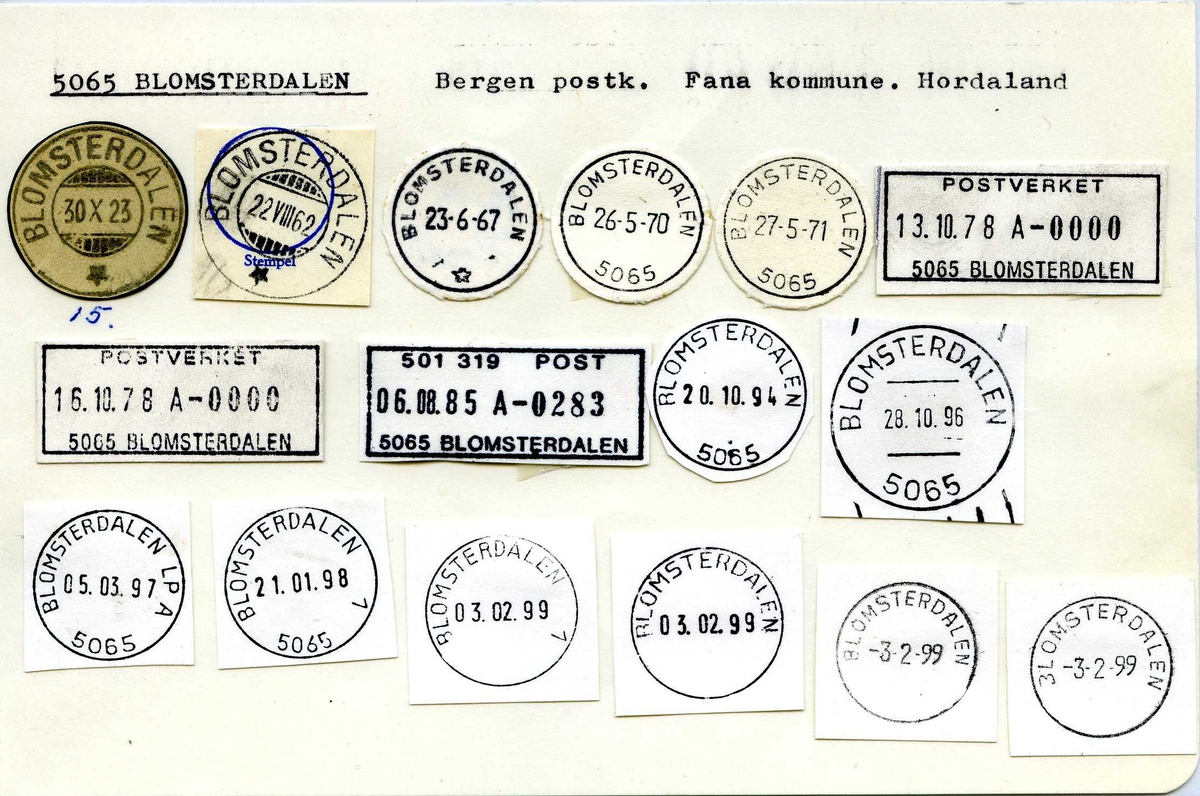 5065 BLOMSTERDALEN Bergen postk. Fana kommune. Hordaland
BLOMSTERDALEN
30 X 23
15.
BLOMSTERDALEN
22 VIII 62
Stempel
BLOMSTERDALEN
23-6-67
BLOMSTERDALEN
26-5-70
5065
BLOMSTERDALEN
27-5-71
5065
POSTVERKET
13.10.78 A-0000
5065 BLOMSTERDALEN
POSTVERKET
16.10.78 A-0000
5065 BLOMSTERDALEN
501 319 POST
06.08.85 A-0283
5065 BLOMSTERDALEN
BLOMSTERDALEN
20.10.94
5065
BLOMSTERDALEN
28.10.96
5065
BLOMSTERDALEN LPA
05.03.97
5065
BLOMSTERDALEN 7
21.01.98
5065
BLOMSTERDALEN 7
03.02.99
BLOMSTERDALEN
03.02.99
BLOMSTERDALEN
-3-2-99
BLOMSTERDALEN
-3-2-99